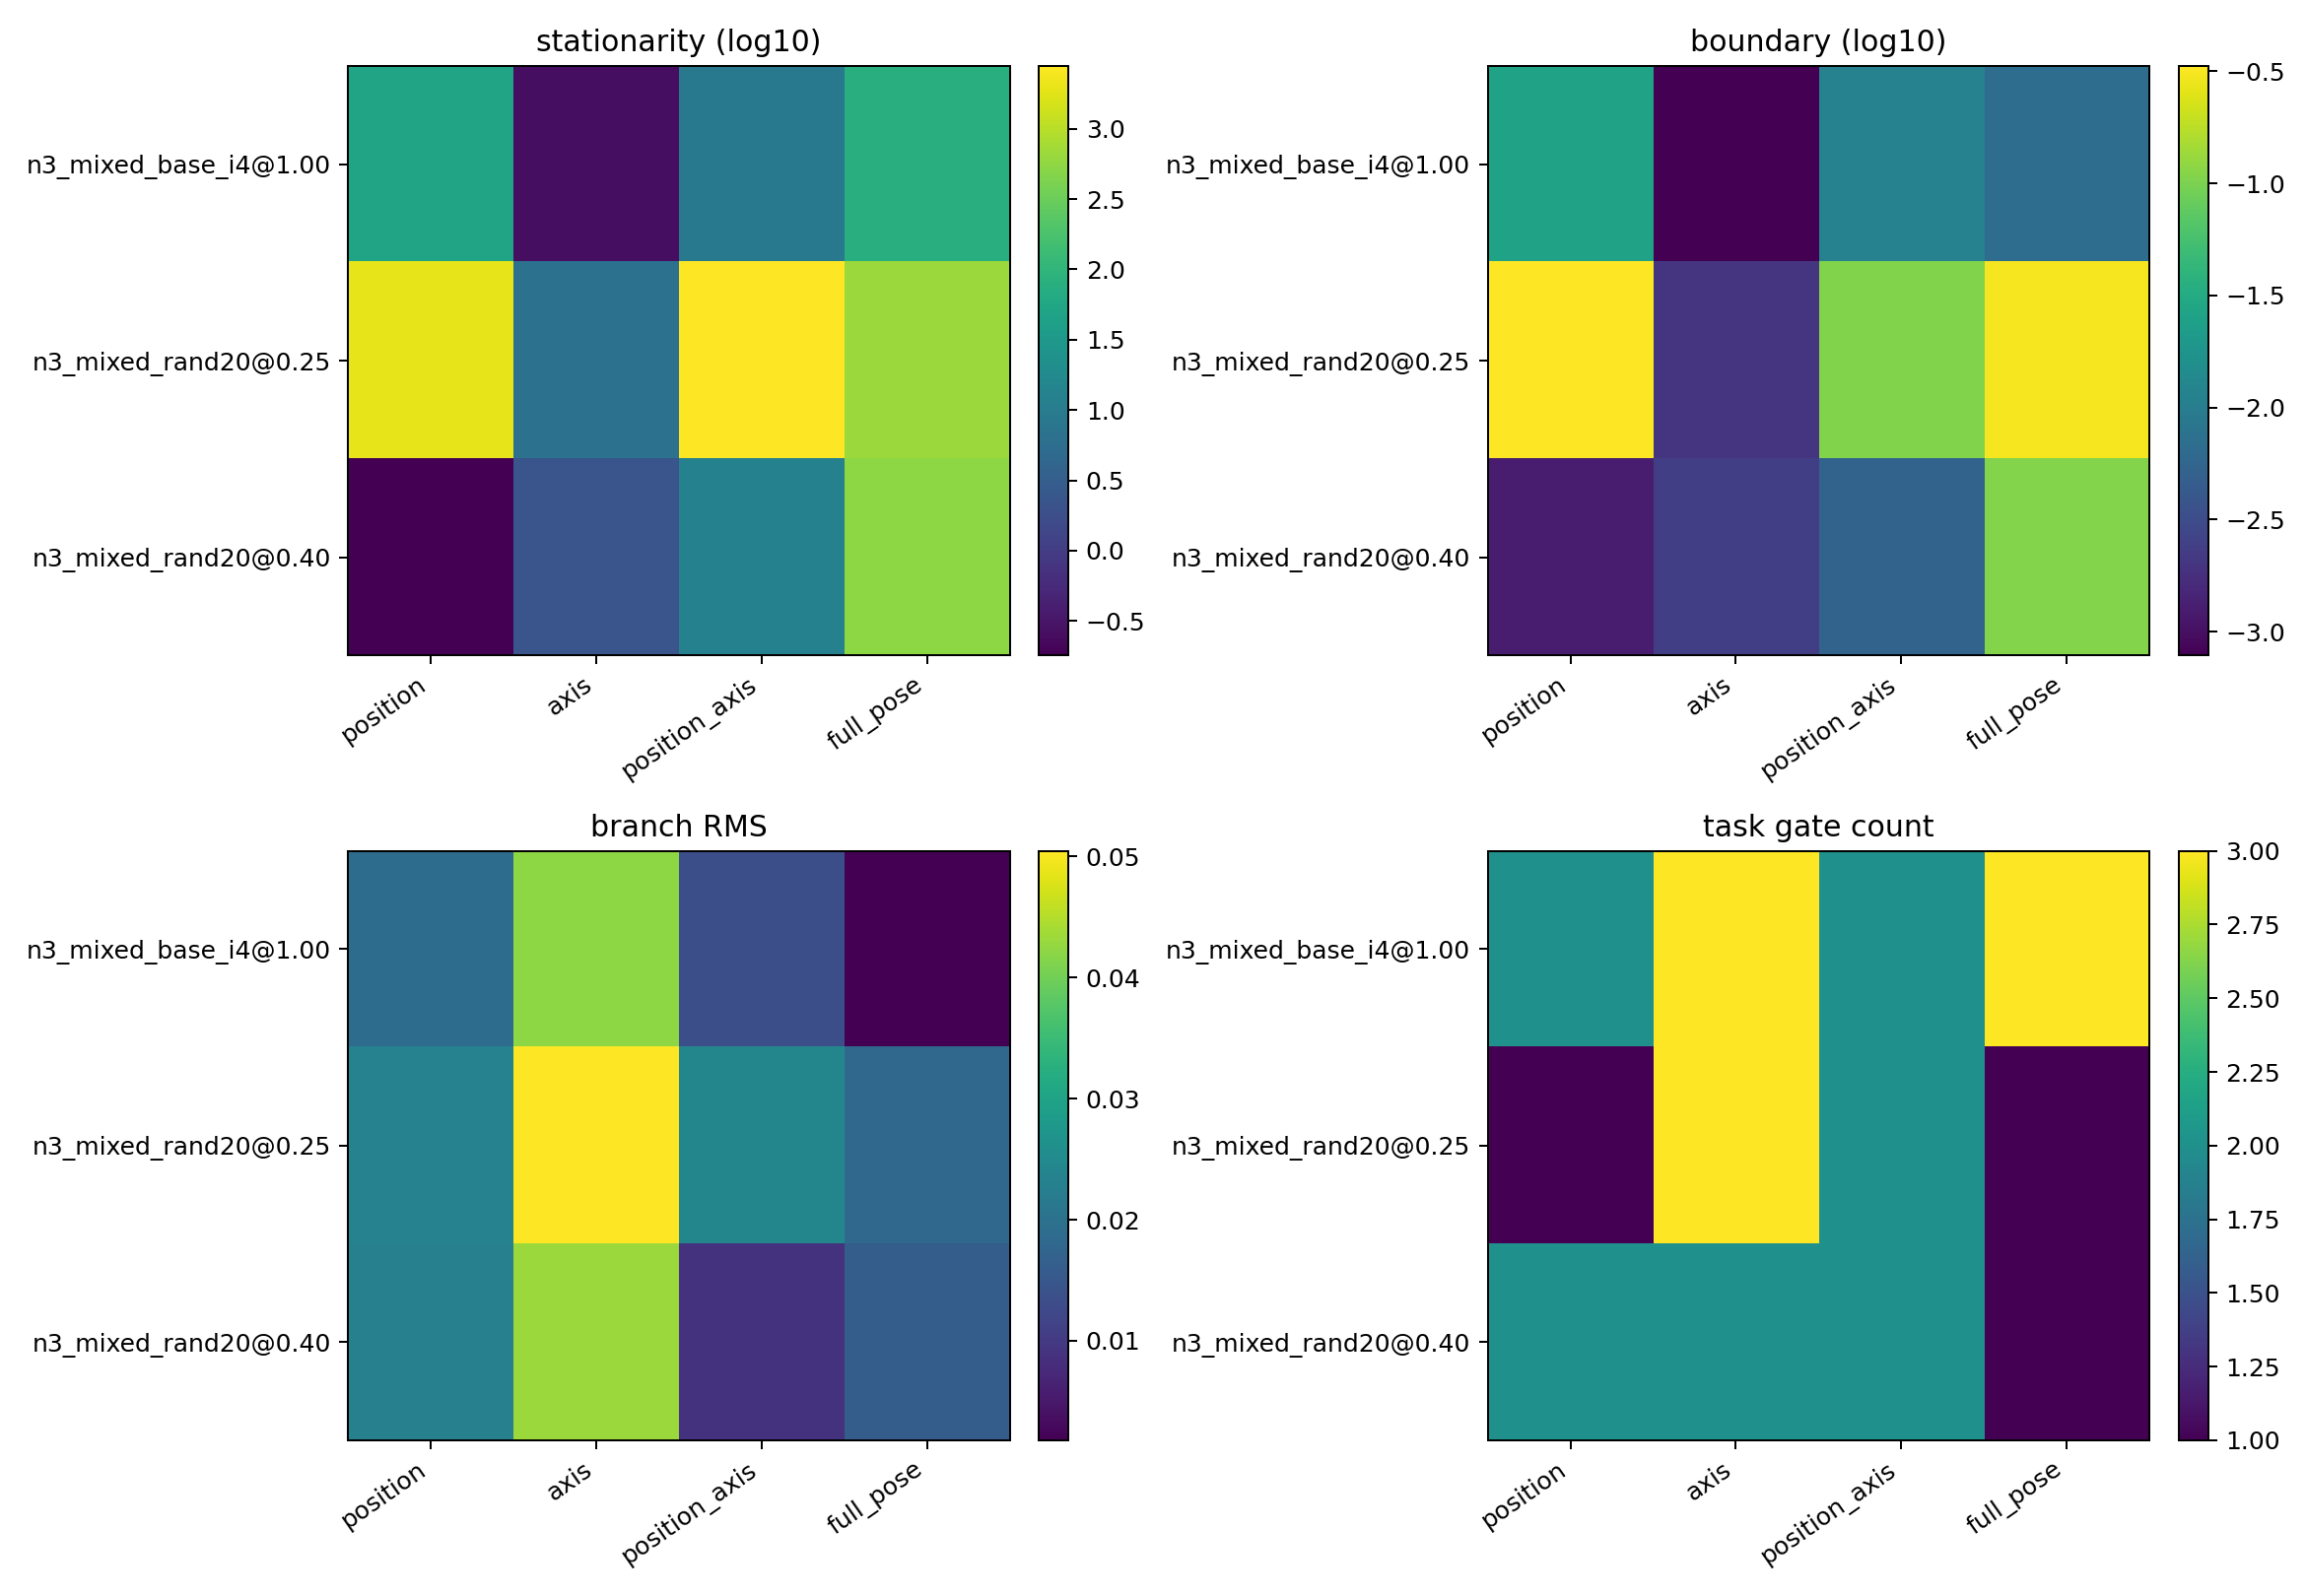 stationarity (log10)
n3_mixed_base_i4@1.00
n3_mixed_rand20@0.25
n3_mixed_rand20@0.40
position
axis
position_axis
full_pose
3.0
2.5
2.0
1.5
1.0
0.5
0.0
−0.5
boundary (log10)
n3_mixed_base_i4@1.00
n3_mixed_rand20@0.25
n3_mixed_rand20@0.40
position
axis
position_axis
full_pose
−0.5
−1.0
−1.5
−2.0
−2.5
−3.0
branch RMS
n3_mixed_base_i4@1.00
n3_mixed_rand20@0.25
n3_mixed_rand20@0.40
position
axis
position_axis
full_pose
0.05
0.04
0.03
0.02
0.01
task gate count
n3_mixed_base_i4@1.00
n3_mixed_rand20@0.25
n3_mixed_rand20@0.40
position
axis
position_axis
full_pose
3.00
2.75
2.50
2.25
2.00
1.75
1.50
1.25
1.00